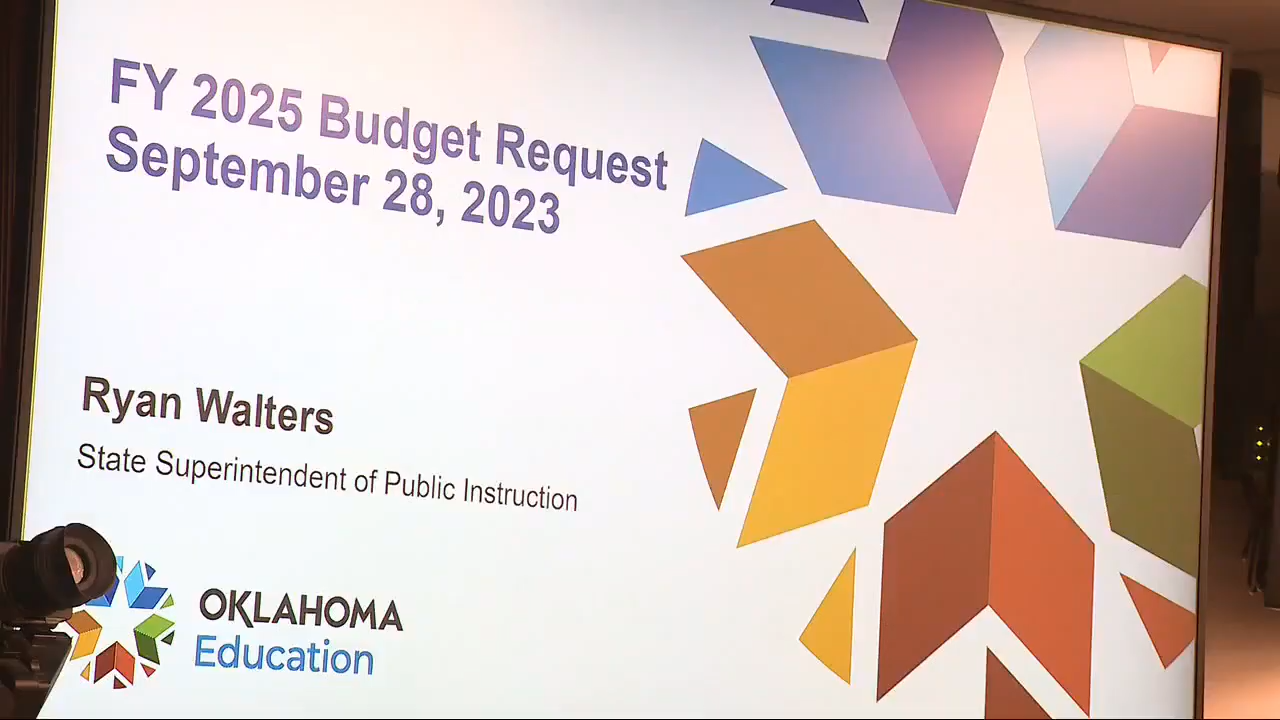 FY 2025 Budget Request
September 28, 2023
Ryan Walters
State Superintendent of Public Instruction
OKLAHOMA
Education